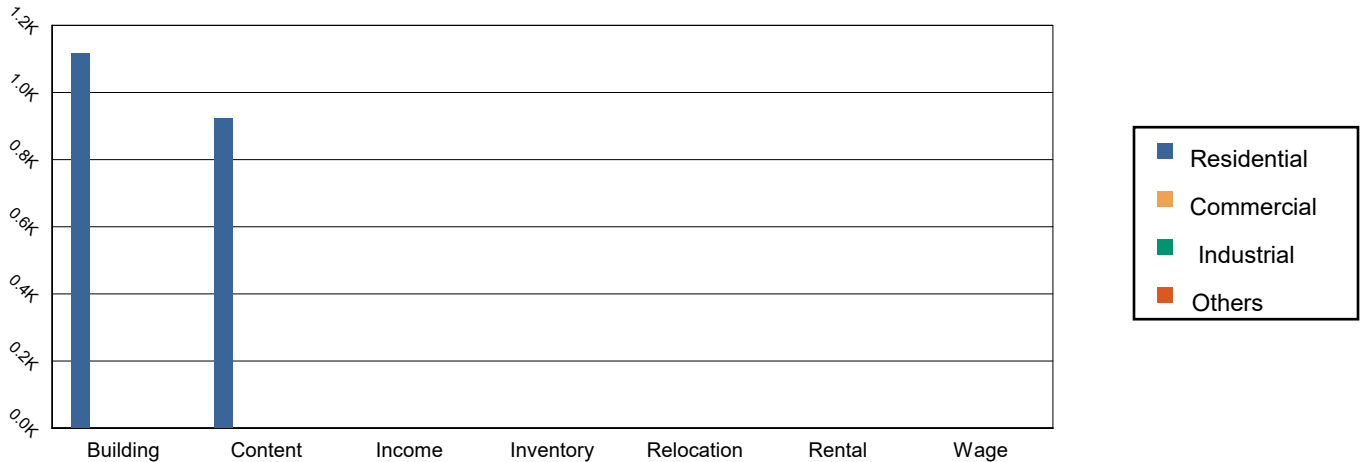 1.2K
1.0K
0.8K
0.6K
0.4K
0.2K
0.0K
Building Content Income Inventory Relocation Rental Wage
Residential
Commercial
Industrial
Others